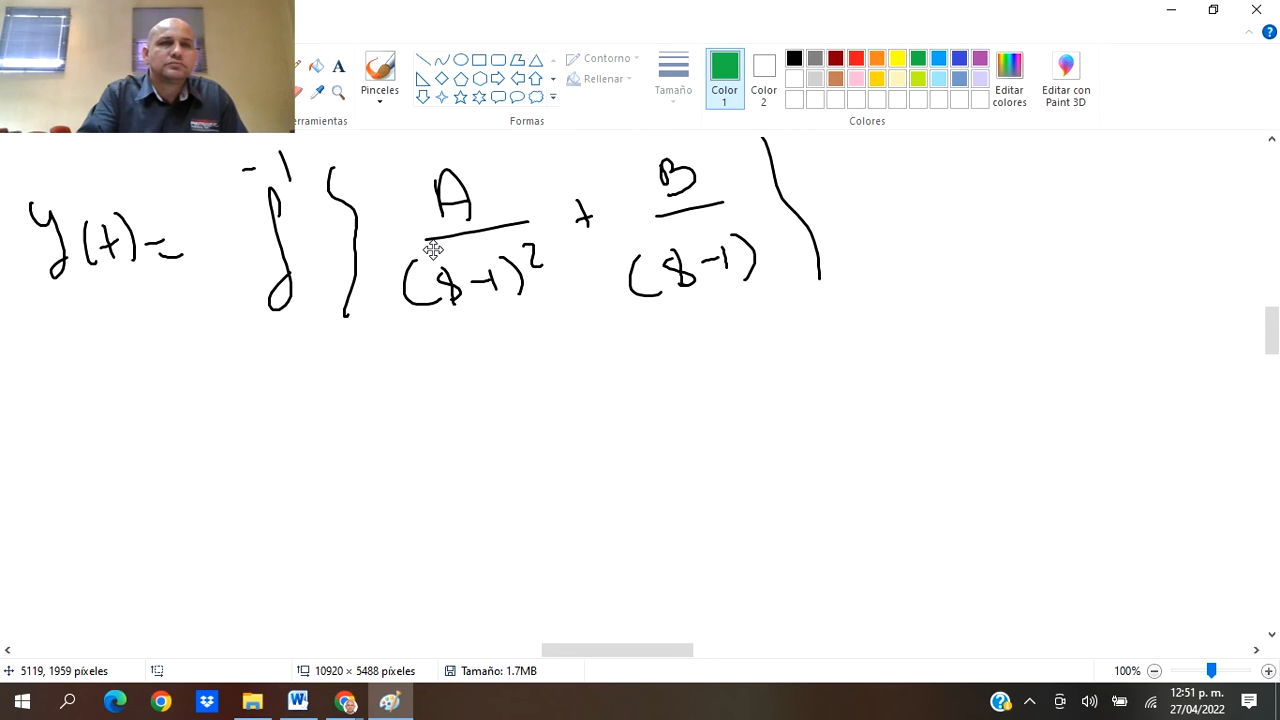 Contorno
Pinceles
Rellenar
Tamaño
Color 1
Color 2
Editar colores
Editar con Paint 3D
rramientas
Formas
Colores
y(t) = ℒ^-1 { A/(s-1)^2 + B/(s-1) }
5119, 1959 píxeles
10920 × 5488 píxeles
Tamaño: 1.7MB
100%
12:51 p. m.
27/04/2022